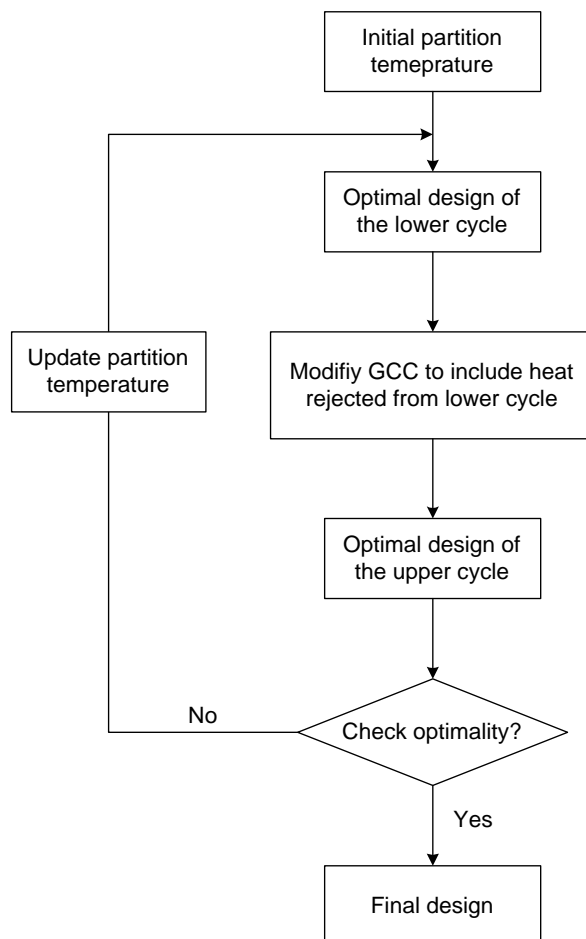 Initial partition
temeprature
Optimal design of
the lower cycle
Update partition
temperature
Modifiy GCC to include heat
rejected from lower cycle
Optimal design of
the upper cycle
No
Check optimality?
Yes
Final design